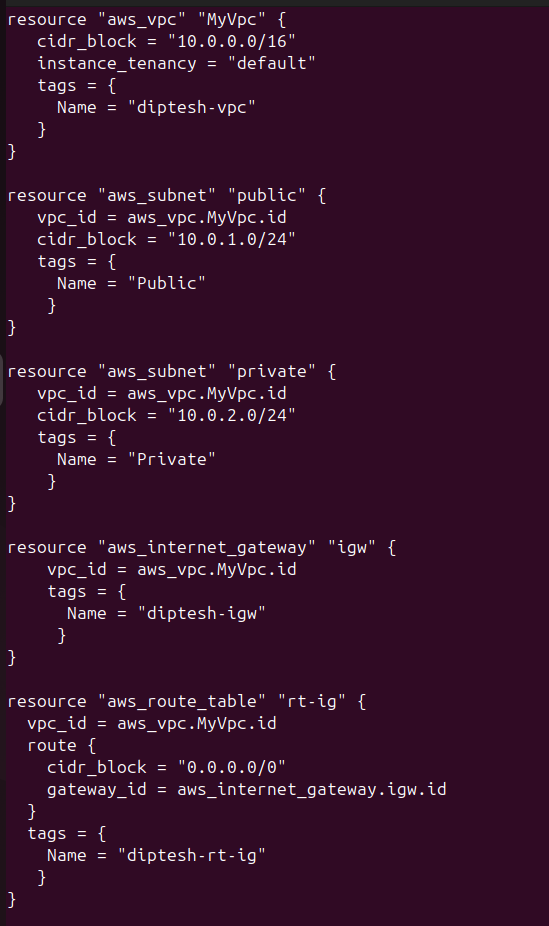 resource "aws_vpc" "MyVpc" {
   cidr_block = "10.0.0.0/16"
   instance_tenancy = "default"
   tags = {
     Name = "diptesh-vpc"
   }
}

resource "aws_subnet" "public" {
   vpc_id = aws_vpc.MyVpc.id
   cidr_block = "10.0.1.0/24"
   tags = {
     Name = "Public"
    }
}

resource "aws_subnet" "private" {
   vpc_id = aws_vpc.MyVpc.id
   cidr_block = "10.0.2.0/24"
   tags = {
     Name = "Private"
    }
}

resource "aws_internet_gateway" "igw" {
    vpc_id = aws_vpc.MyVpc.id
    tags = {
      Name = "diptesh-igw"
     }
}

resource "aws_route_table" "rt-ig" {
  vpc_id = aws_vpc.MyVpc.id
  route {
    cidr_block = "0.0.0.0/0"
    gateway_id = aws_internet_gateway.igw.id
  }
  tags = {
    Name = "diptesh-rt-ig"
   }
}